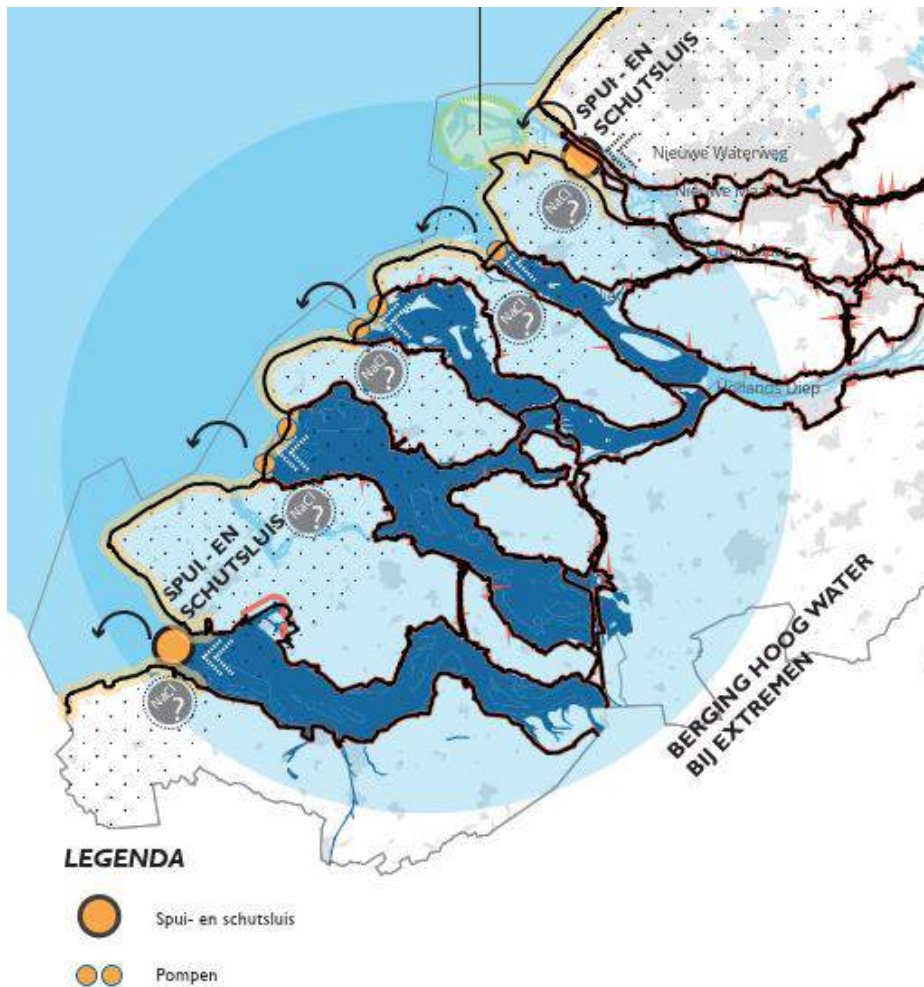 SPUI - EN
SCHUTSLUIS
Nieuwe Waterweg
NaCl
?
NaCl
?
NaCl
?
Hollands Diep
NaCl
?
SPUI - EN
SCHUTSLUIS
NaCl
?
BERGING HOOG WATER
BIJ EXTREMEN
LEGENDA
Spui- en schutsluis
Pompen